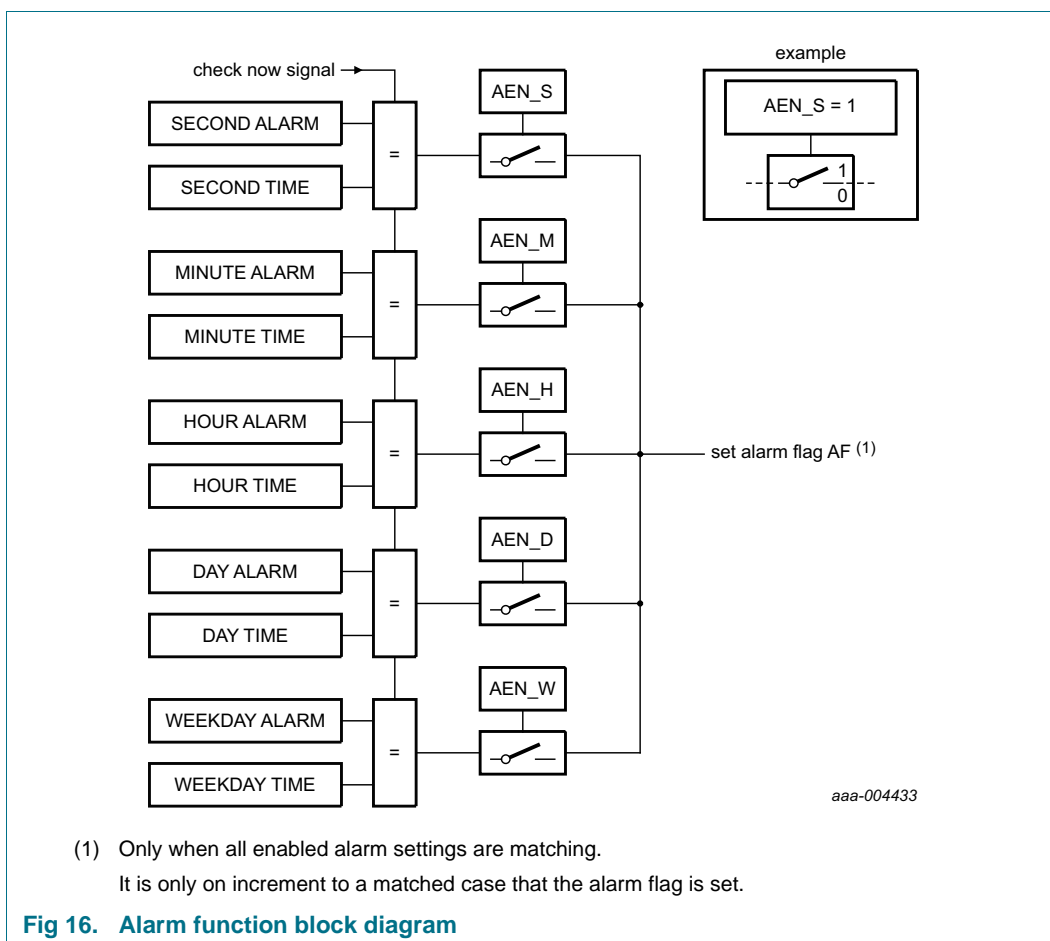 example
check now signal
AEN_S
AEN_S = 1
SECOND ALARM
=
1
SECOND TIME
0
AEN_M
MINUTE ALARM
=
MINUTE TIME
AEN_H
HOUR ALARM
=
set alarm flag AF (1)
HOUR TIME
AEN_D
DAY ALARM
=
DAY TIME
AEN_W
WEEKDAY ALARM
=
WEEKDAY TIME
aaa-004433
(1) Only when all enabled alarm settings are matching.
It is only on increment to a matched case that the alarm flag is set.
Fig 16. Alarm function block diagram